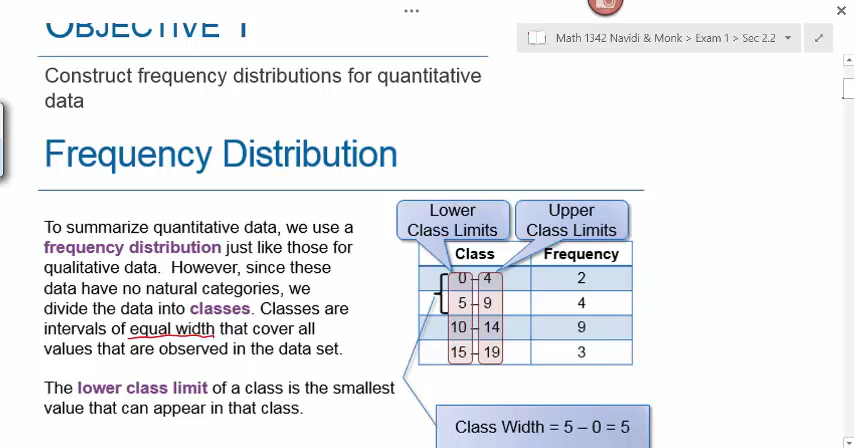 OBJECTIVE 1
Math 1342 Navidi & Monk > Exam 1 > Sec 2.2
Construct frequency distributions for quantitative
data
Frequency Distribution
To summarize quantitative data, we use a
frequency distribution just like those for
qualitative data. However, since these
data have no natural categories, we
divide the data into classes. Classes are
intervals of equal width that cover all
values that are observed in the data set.
The lower class limit of a class is the smallest
value that can appear in that class.
Lower
Class Limits
Upper
Class Limits
Class Frequency
0 – 4 2
5 – 9 4
10 – 14 9
15 – 19 3
Class Width = 5 – 0 = 5